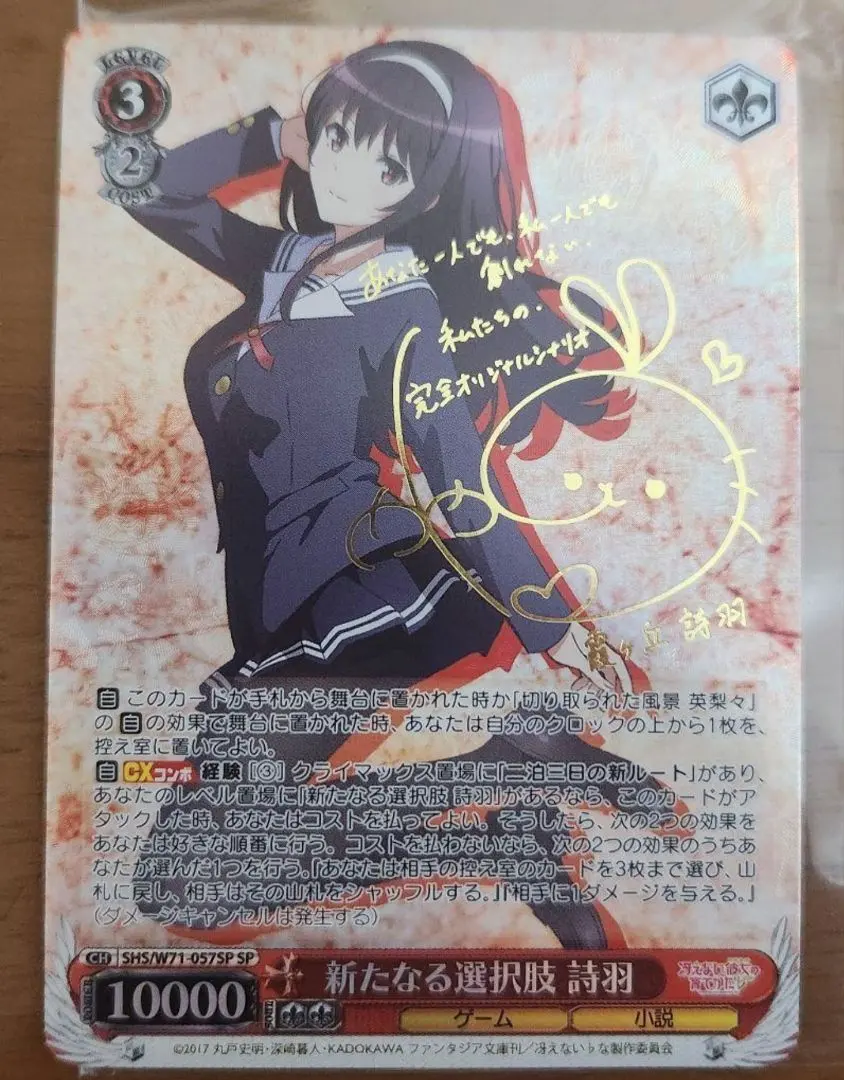 LEVEL
3
2
COST
あなた一人でも、私一人でも
創れない、
私たちの、
完全オリジナルシナリオ
霞ヶ丘 詩羽
自 このカードが手札から舞台に置かれた時か「切り取られた風景 英梨々」
の 自 の効果で舞台に置かれた時、あなたは自分のクロックの上から1枚を、
控え室に置いてよい。
自 CXコンボ 経験 [③] クライマックス置場に「二泊三日の新ルート」があり、
あなたのレベル置場に「新たなる選択肢 詩羽」があるなら、このカードがア
タックした時、あなたはコストを払ってよい。そうしたら、次の2つの効果を
あなたは好きな順番に行う。コストを払わないなら、次の2つの効果のうちあ
なたが選んだ1つを行う。『あなたは相手の控え室のカードを3枚まで選び、山
札に戻し、相手はその山札をシャッフルする。』『相手に1ダメージを与える。』
(ダメージキャンセルは発生する)
CH SHS/W71-057SP SP
10000
新たなる選択肢 詩羽
冴えない彼女の
育てかた♭
ゲーム 小説
©2017 丸戸史明・深崎暮人・KADOKAWA ファンタジア文庫刊/冴えない♭な製作委員会